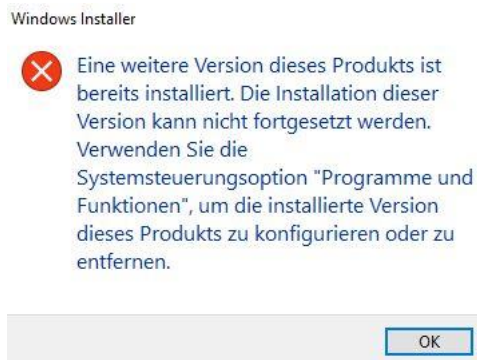 Windows Installer
Eine weitere Version dieses Produkts ist
bereits installiert. Die Installation dieser
Version kann nicht fortgesetzt werden.
Verwenden Sie die
Systemsteuerungsoption "Programme und
Funktionen", um die installierte Version
dieses Produkts zu konfigurieren oder zu
entfernen.
OK